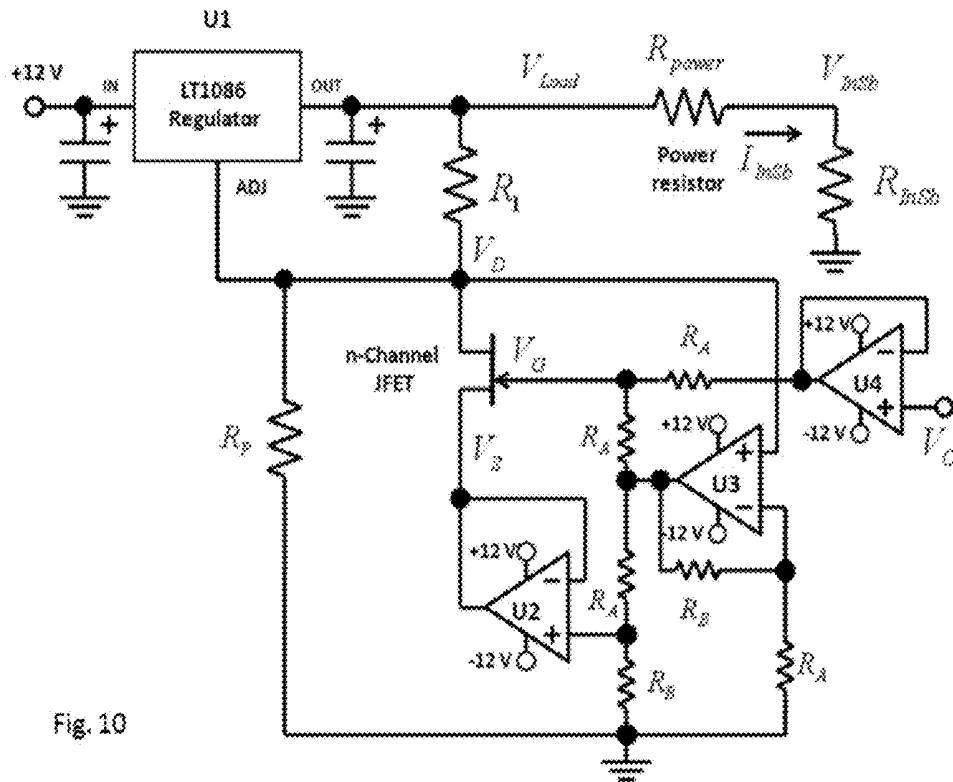 U1
+12 V
IN
LT1086
Regulator
OUT
ADJ
+
+
V_Load
R_power
V_InSb
Power
resistor
I_InSb
R_InSb
R_1
V_D
n-Channel
JFET
V_G
R_A
+12 V
U4
-
+
-12 V
V_C
R_P
R_A
+12 V
U3
+
-
-12 V
+12 V
U2
-
+
-12 V
R_A
R_B
R_B
R_A
Fig. 10